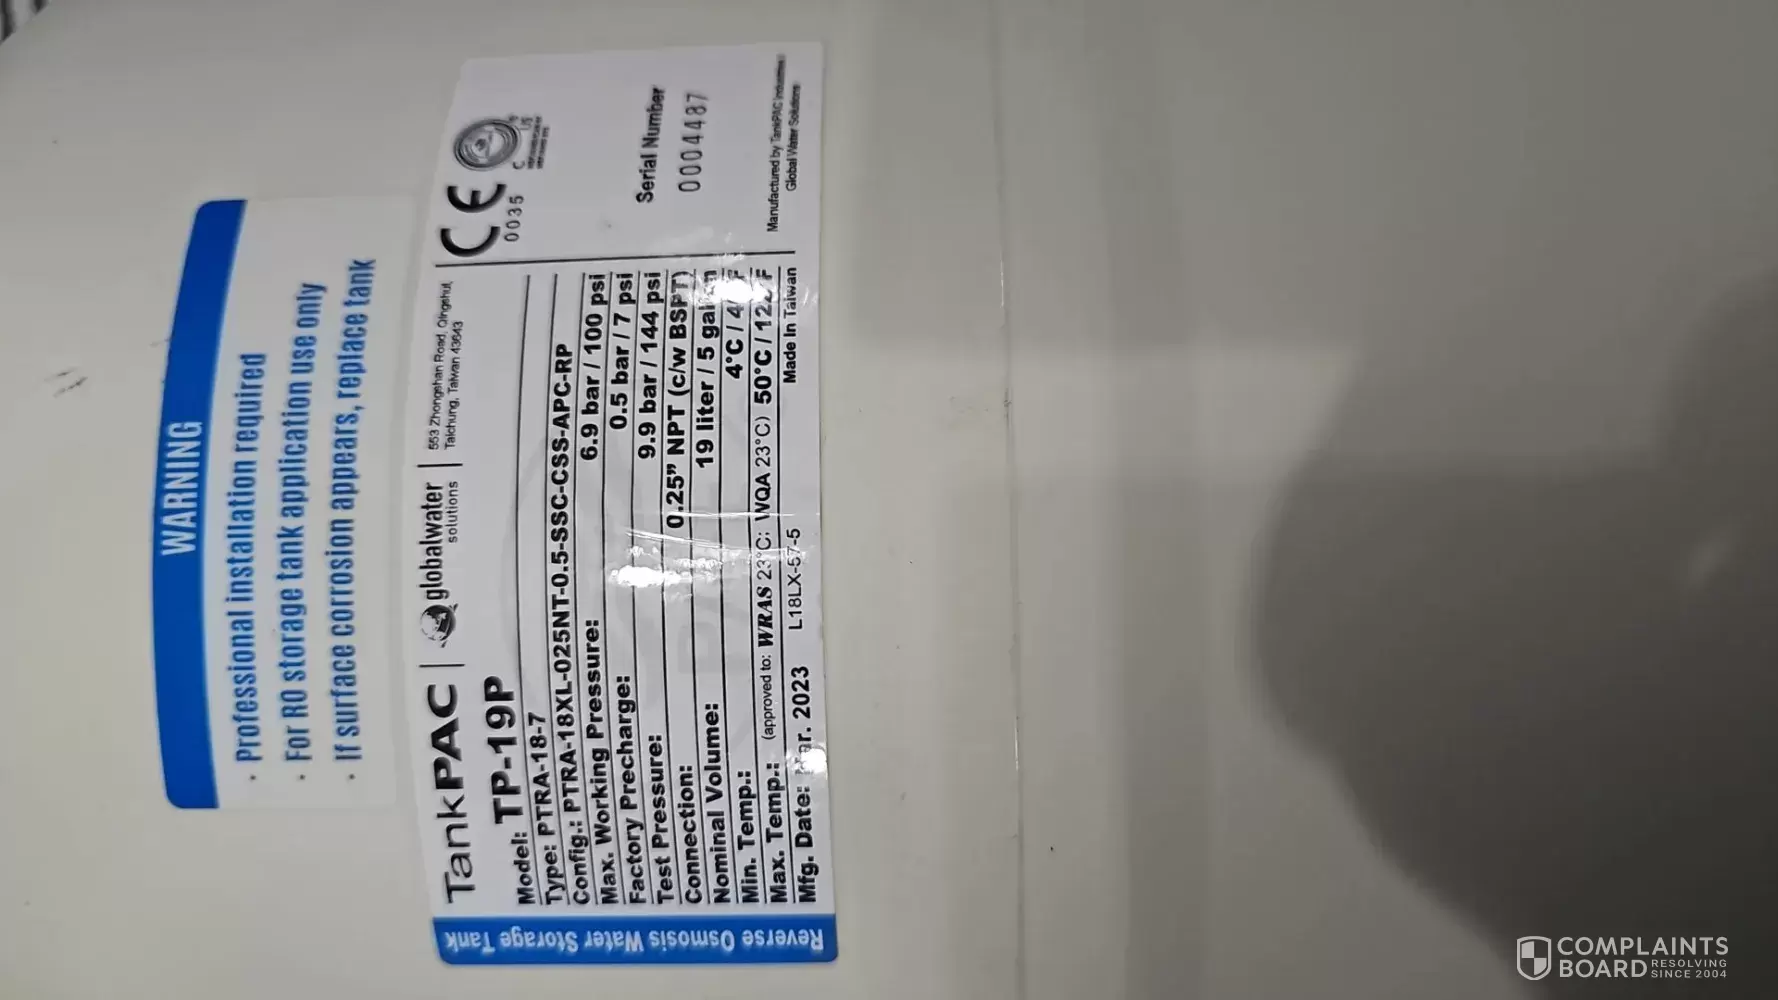 WARNING
· Professional installation required
· For RO storage tank application use only
· If surface corrosion appears, replace tank
Reverse Osmosis Water Storage Tank
TankPAC
globalwater
solutions
553 Zhongshan Road, Qingshui,
Taichung, Taiwan 43643
CE
0035
C US
Model: TP-19P
Type: PTRA-18-7
Config.: PTRA-18XL-025NT-0.5-SSC-CSS-APC-RP
Max. Working Pressure: 6.9 bar / 100 psi
Factory Precharge: 0.5 bar / 7 psi
Test Pressure: 9.9 bar / 144 psi
Connection: 0.25" NPT (c/w BSPT)
Nominal Volume: 19 liter / 5
Min. Temp.: 4°C /
Max. Temp.: (approved to: WRAS 23°C; WQA 23°C) 50°C /
Mfg. Date: 2023 L18LX-57-5 Made In Taiwan
Serial Number
0004487
Manufactured by TankPAC Industries
Global Water Solutions
COMPLAINTS
BOARD RESOLVING
SINCE 2004